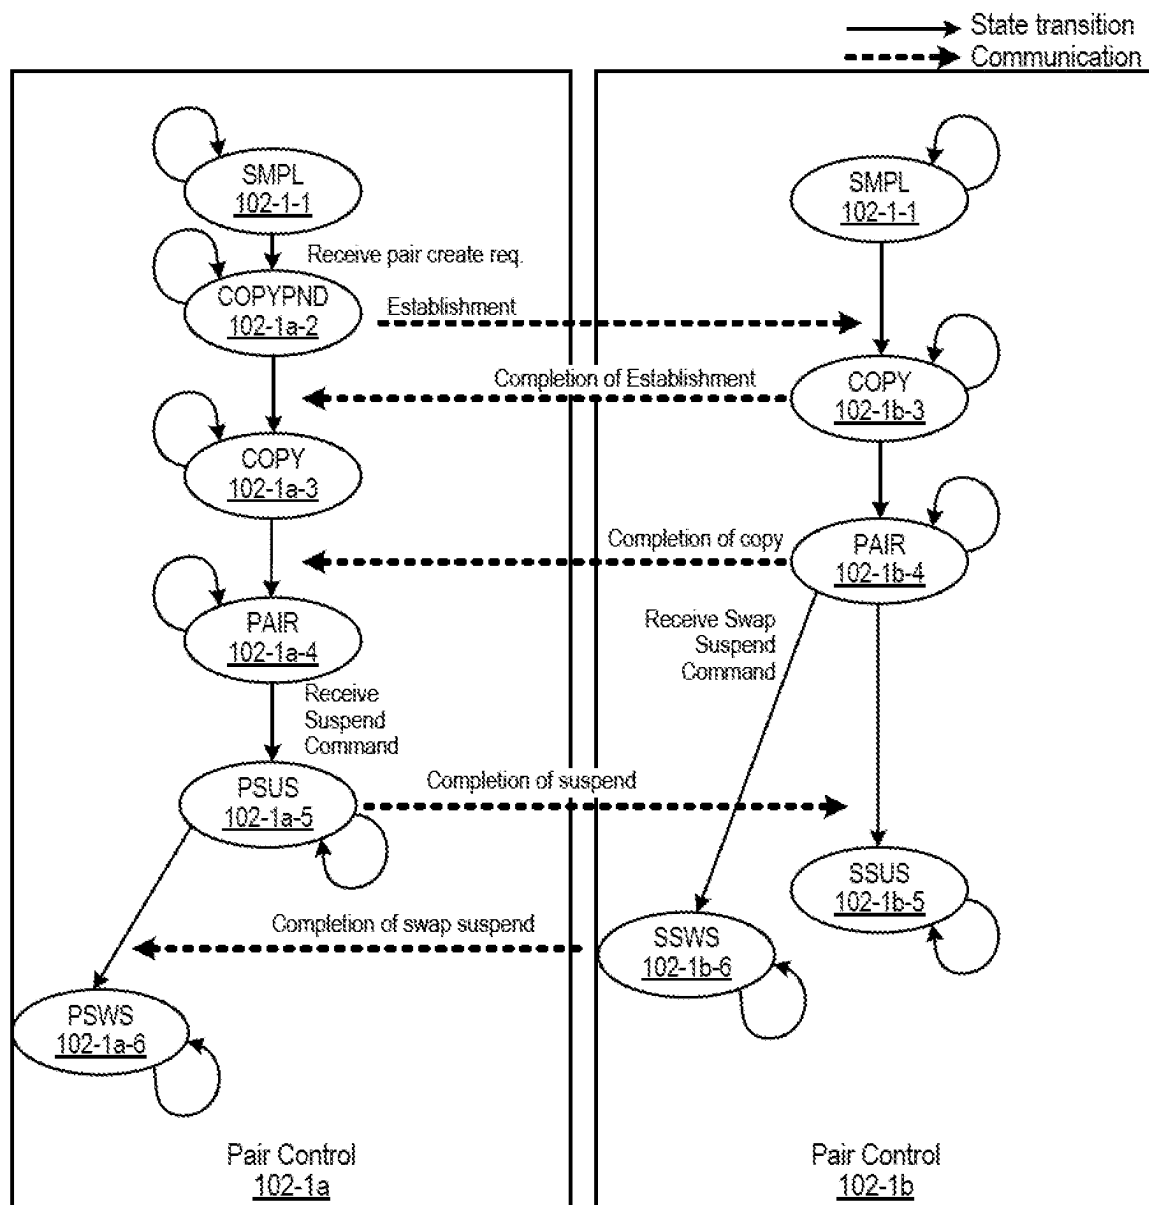 State transition
Communication
SMPL
102-1-1
Receive pair create req.
COPYPND
102-1a-2
Establishment
COPY
102-1a-3
PAIR
102-1a-4
Receive
Suspend
Command
PSUS
102-1a-5
PSWS
102-1a-6
Pair Control
102-1a
Completion of Establishment
Completion of copy
Completion of suspend
Completion of swap suspend
SMPL
102-1-1
COPY
102-1b-3
PAIR
102-1b-4
Receive Swap
Suspend
Command
SSUS
102-1b-5
SSWS
102-1b-6
Pair Control
102-1b